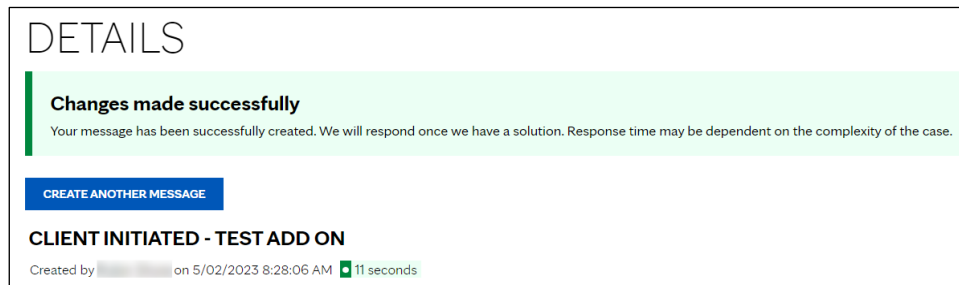 DETAILS
Changes made successfully
Your message has been successfully created. We will respond once we have a solution. Response time may be dependent on the complexity of the case.
CREATE ANOTHER MESSAGE
CLIENT INITIATED - TEST ADD ON
Created by on 5/02/2023 8:28:06 AM 11 seconds